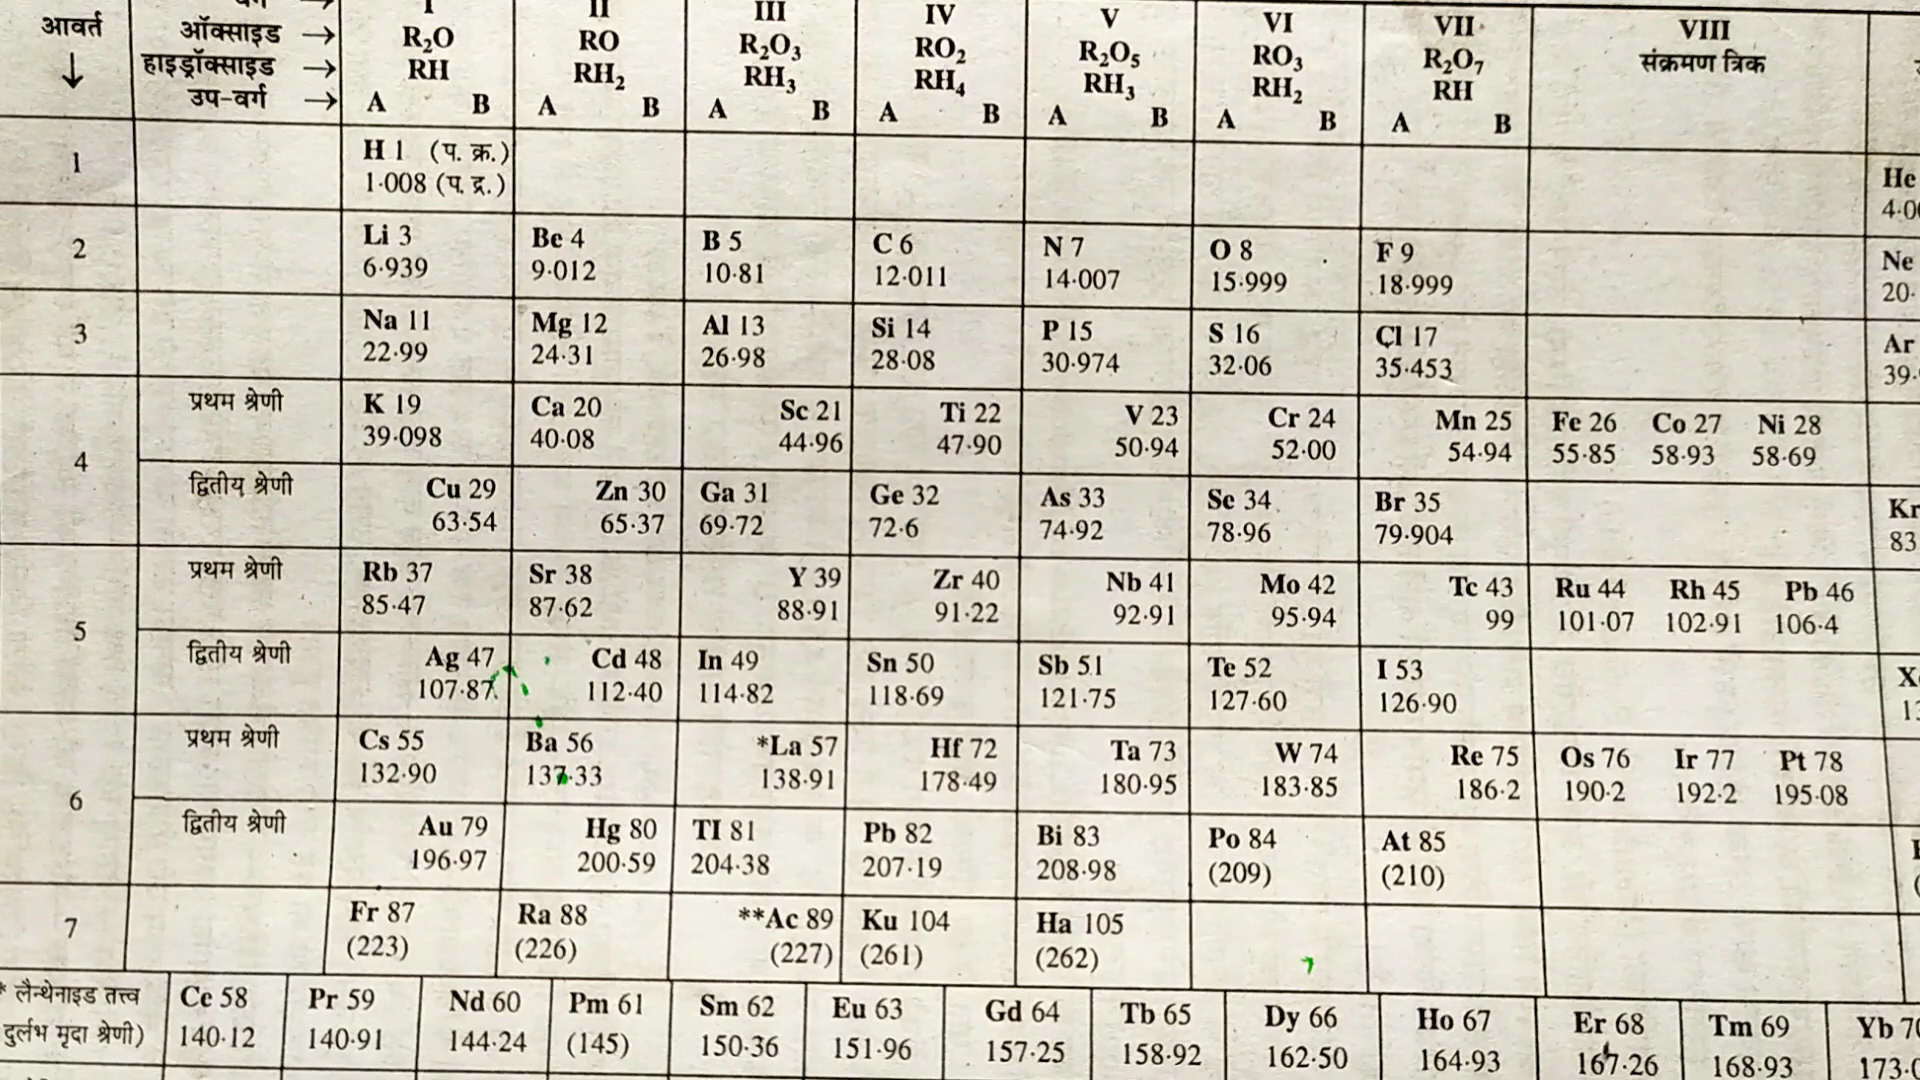 आवर्त ऑक्साइड → I II III IV V VI VII VIII
हाइड्रॉक्साइड → R₂O RO R₂O₃ RO₂ R₂O₅ RO₃ R₂O₇ संक्रमण त्रिक
↓ उप-वर्ग → RH RH₂ RH₃ RH₄ RH₃ RH₂ RH
A B A B A B A B A B A B A B
1 H 1 (प. क्र.) He
1·008 (प. द्र.)
2 Li 3 Be 4 B 5 C 6 N 7 O 8 F 9 Ne
6·939 9·012 10·81 12·011 14·007 15·999 18·999 20·
3 Na 11 Mg 12 Al 13 Si 14 P 15 S 16 Cl 17 Ar
22·99 24·31 26·98 28·08 30·974 32·06 35·453 39·
4 प्रथम श्रेणी K 19 Ca 20 Sc 21 Ti 22 V 23 Cr 24 Mn 25 Fe 26 Co 27 Ni 28
39·098 40·08 44·96 47·90 50·94 52·00 54·94 55·85 58·93 58·69
द्वितीय श्रेणी Cu 29 Zn 30 Ga 31 Ge 32 As 33 Se 34 Br 35 Kr
63·54 65·37 69·72 72·6 74·92 78·96 79·904 83
5 प्रथम श्रेणी Rb 37 Sr 38 Y 39 Zr 40 Nb 41 Mo 42 Tc 43 Ru 44 Rh 45 Pb 46
85·47 87·62 88·91 91·22 92·91 95·94 99 101·07 102·91 106·4
द्वितीय श्रेणी Ag 47 Cd 48 In 49 Sn 50 Sb 51 Te 52 I 53
107·87 112·40 114·82 118·69 121·75 127·60 126·90
6 प्रथम श्रेणी Cs 55 Ba 56 *La 57 Hf 72 Ta 73 W 74 Re 75 Os 76 Ir 77 Pt 78
132·90 137·33 138·91 178·49 180·95 183·85 186·2 190·2 192·2 195·08
द्वितीय श्रेणी Au 79 Hg 80 TI 81 Pb 82 Bi 83 Po 84 At 85
196·97 200·59 204·38 207·19 208·98 (209) (210)
7 Fr 87 Ra 88 **Ac 89 Ku 104 Ha 105
(223) (226) (227) (261) (262)
* लैन्थेनाइड तत्त्व Ce 58 Pr 59 Nd 60 Pm 61 Sm 62 Eu 63 Gd 64 Tb 65 Dy 66 Ho 67 Er 68 Tm 69 Yb 70
दुर्लभ मृदा श्रेणी) 140·12 140·91 144·24 (145) 150·36 151·96 157·25 158·92 162·50 164·93 167·26 168·93 173·0